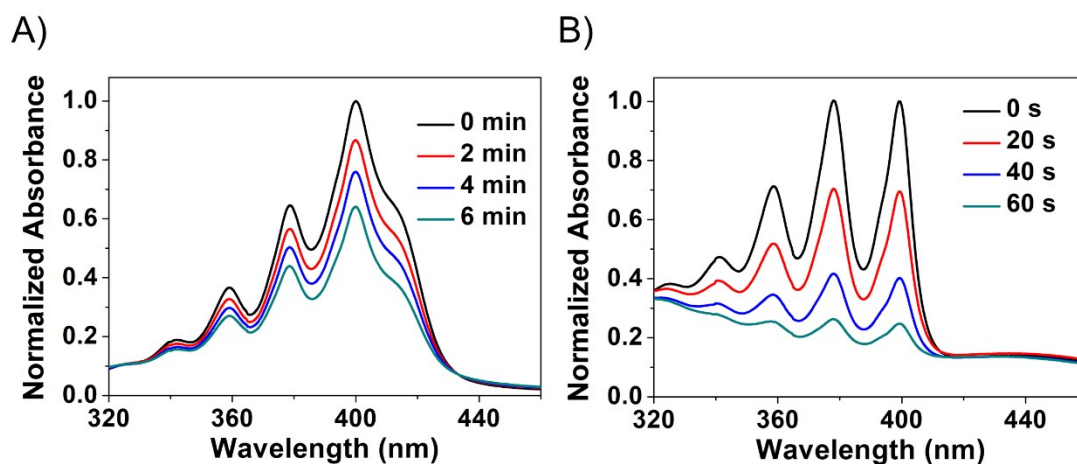 A)
Normalized Absorbance
1.0
0.8
0.6
0.4
0.2
0.0
320
360
400
440
Wavelength (nm)
0 min
2 min
4 min
6 min
B)
Normalized Absorbance
1.0
0.8
0.6
0.4
0.2
0.0
320
360
400
440
Wavelength (nm)
0 s
20 s
40 s
60 s